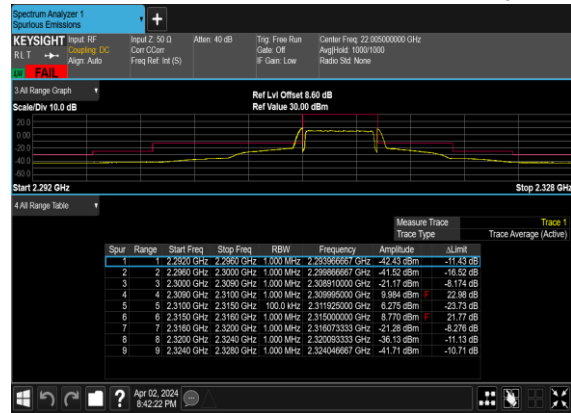 Spectrum Analyzer 1
Spurious Emissions
KEYSIGHT Input: RF Input Z: 50 Ω Atten: 40 dB Trig: Free Run Center Freq: 22.005000000 GHz
RLT Coupling: DC Corr CCorr Gate: Off Avg|Hold: 1000/1000
Align: Auto Freq Ref: Int (S) IF Gain: Low Radio Std: None
FAIL
3 All Range Graph
Ref Lvl Offset 8.60 dB
Scale/Div 10.0 dB Ref Value 30.00 dBm
20.0
0.00
-20.0
-40.0
-60.0
Start 2.292 GHz Stop 2.328 GHz
4 All Range Table
Measure Trace Trace 1
Trace Type Trace Average (Active)
Spur Range Start Freq Stop Freq RBW Frequency Amplitude ΔLimit
1 1 2.2920 GHz 2.2960 GHz 1.000 MHz 2.293966667 GHz -42.43 dBm -11.43 dB
2 2 2.2960 GHz 2.3000 GHz 1.000 MHz 2.299866667 GHz -41.52 dBm -16.52 dB
3 3 2.3000 GHz 2.3090 GHz 1.000 MHz 2.308910000 GHz -21.17 dBm -8.174 dB
4 4 2.3090 GHz 2.3100 GHz 1.000 MHz 2.309995000 GHz 9.984 dBm F 22.98 dB
5 5 2.3100 GHz 2.3150 GHz 100.0 kHz 2.311925000 GHz 6.275 dBm -23.73 dB
6 6 2.3150 GHz 2.3160 GHz 1.000 MHz 2.315000000 GHz 8.770 dBm F 21.77 dB
7 7 2.3160 GHz 2.3200 GHz 1.000 MHz 2.316073333 GHz -21.28 dBm -8.276 dB
8 8 2.3200 GHz 2.3240 GHz 1.000 MHz 2.320093333 GHz -36.13 dBm -11.13 dB
9 9 2.3240 GHz 2.3280 GHz 1.000 MHz 2.324046667 GHz -41.71 dBm -10.71 dB
Apr 02, 2024
8:42:22 PM